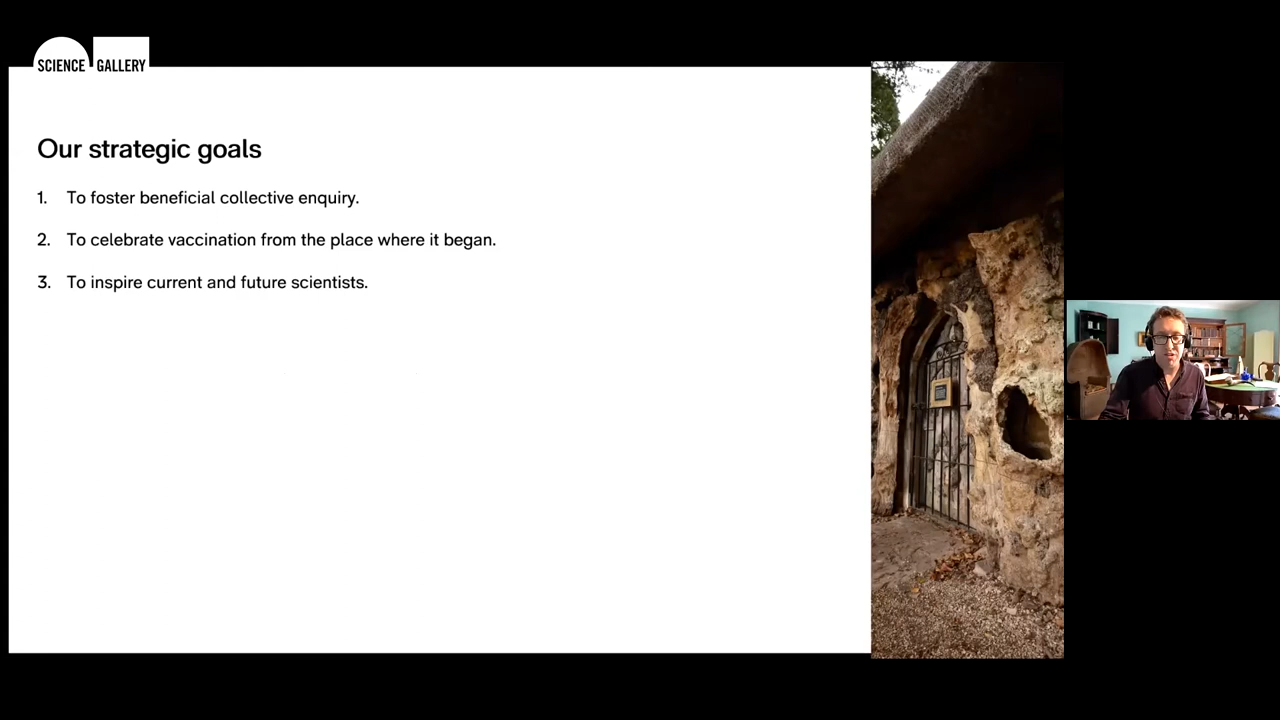 SCIENCE GALLERY
Our strategic goals
1. To foster beneficial collective enquiry.
2. To celebrate vaccination from the place where it began.
3. To inspire current and future scientists.